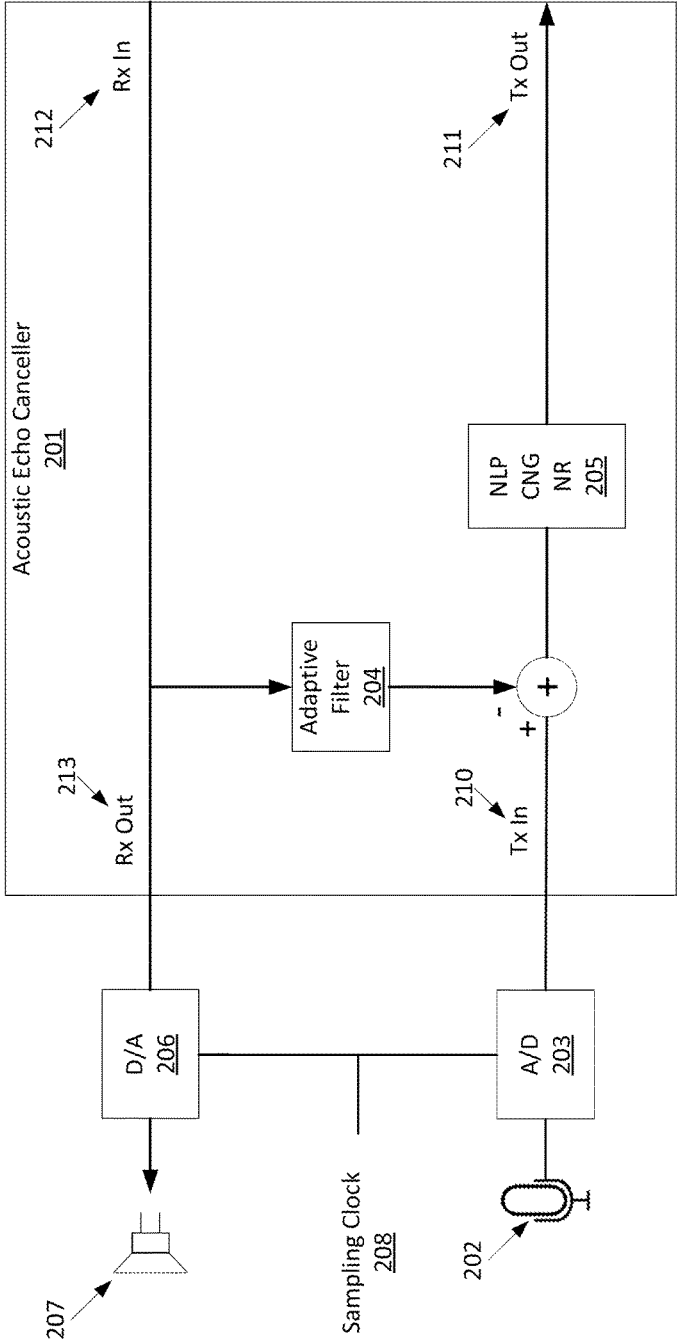 Acoustic Echo Canceller
201
207
D/A
206
213
Rx Out
212
Rx In
Adaptive
Filter
204
Sampling Clock
208
202
A/D
203
210
Tx In
-
+
+
NLP
CNG
NR
205
211
Tx Out